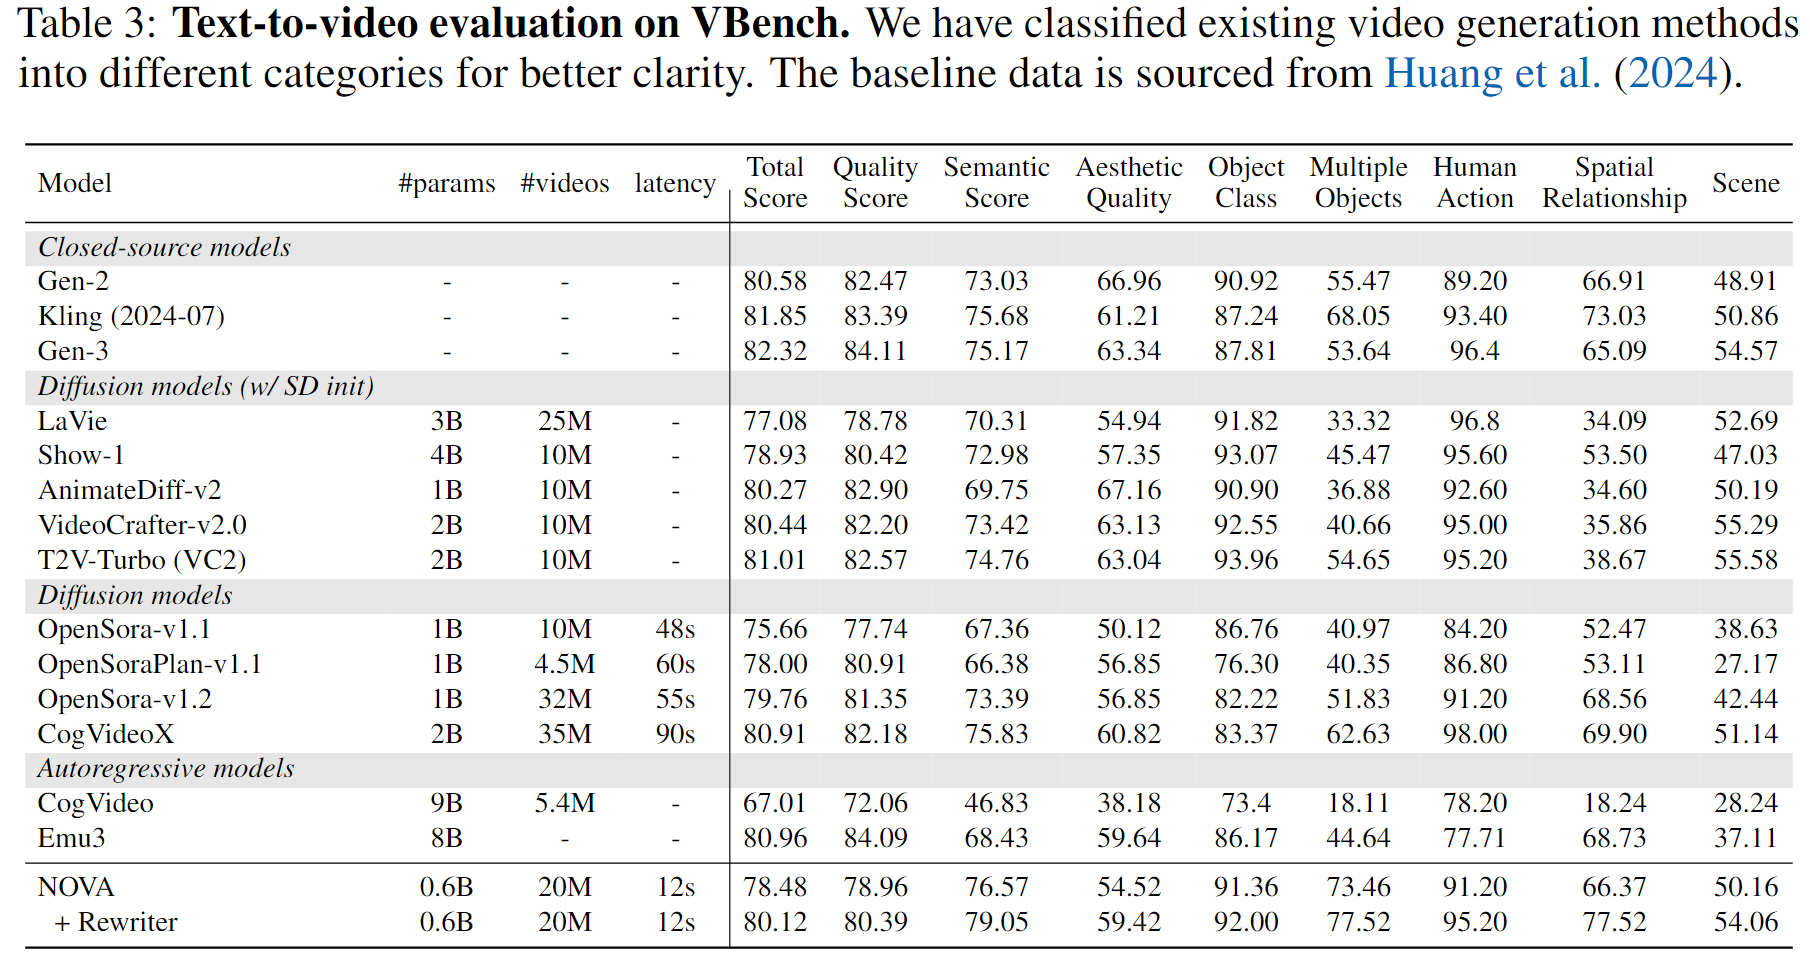 Table 3: Text-to-video evaluation on VBench. We have classified existing video generation methods
into different categories for better clarity. The baseline data is sourced from Huang et al. (2024).
Model #params #videos latency Total Score Quality Score Semantic Score Aesthetic Quality Object Class Multiple Objects Human Action Spatial Relationship Scene
Closed-source models
Gen-2 - - - 80.58 82.47 73.03 66.96 90.92 55.47 89.20 66.91 48.91
Kling (2024-07) - - - 81.85 83.39 75.68 61.21 87.24 68.05 93.40 73.03 50.86
Gen-3 - - - 82.32 84.11 75.17 63.34 87.81 53.64 96.4 65.09 54.57
Diffusion models (w/ SD init)
LaVie 3B 25M - 77.08 78.78 70.31 54.94 91.82 33.32 96.8 34.09 52.69
Show-1 4B 10M - 78.93 80.42 72.98 57.35 93.07 45.47 95.60 53.50 47.03
AnimateDiff-v2 1B 10M - 80.27 82.90 69.75 67.16 90.90 36.88 92.60 34.60 50.19
VideoCrafter-v2.0 2B 10M - 80.44 82.20 73.42 63.13 92.55 40.66 95.00 35.86 55.29
T2V-Turbo (VC2) 2B 10M - 81.01 82.57 74.76 63.04 93.96 54.65 95.20 38.67 55.58
Diffusion models
OpenSora-v1.1 1B 10M 48s 75.66 77.74 67.36 50.12 86.76 40.97 84.20 52.47 38.63
OpenSoraPlan-v1.1 1B 4.5M 60s 78.00 80.91 66.38 56.85 76.30 40.35 86.80 53.11 27.17
OpenSora-v1.2 1B 32M 55s 79.76 81.35 73.39 56.85 82.22 51.83 91.20 68.56 42.44
CogVideoX 2B 35M 90s 80.91 82.18 75.83 60.82 83.37 62.63 98.00 69.90 51.14
Autoregressive models
CogVideo 9B 5.4M - 67.01 72.06 46.83 38.18 73.4 18.11 78.20 18.24 28.24
Emu3 8B - - 80.96 84.09 68.43 59.64 86.17 44.64 77.71 68.73 37.11
NOVA 0.6B 20M 12s 78.48 78.96 76.57 54.52 91.36 73.46 91.20 66.37 50.16
+ Rewriter 0.6B 20M 12s 80.12 80.39 79.05 59.42 92.00 77.52 95.20 77.52 54.06